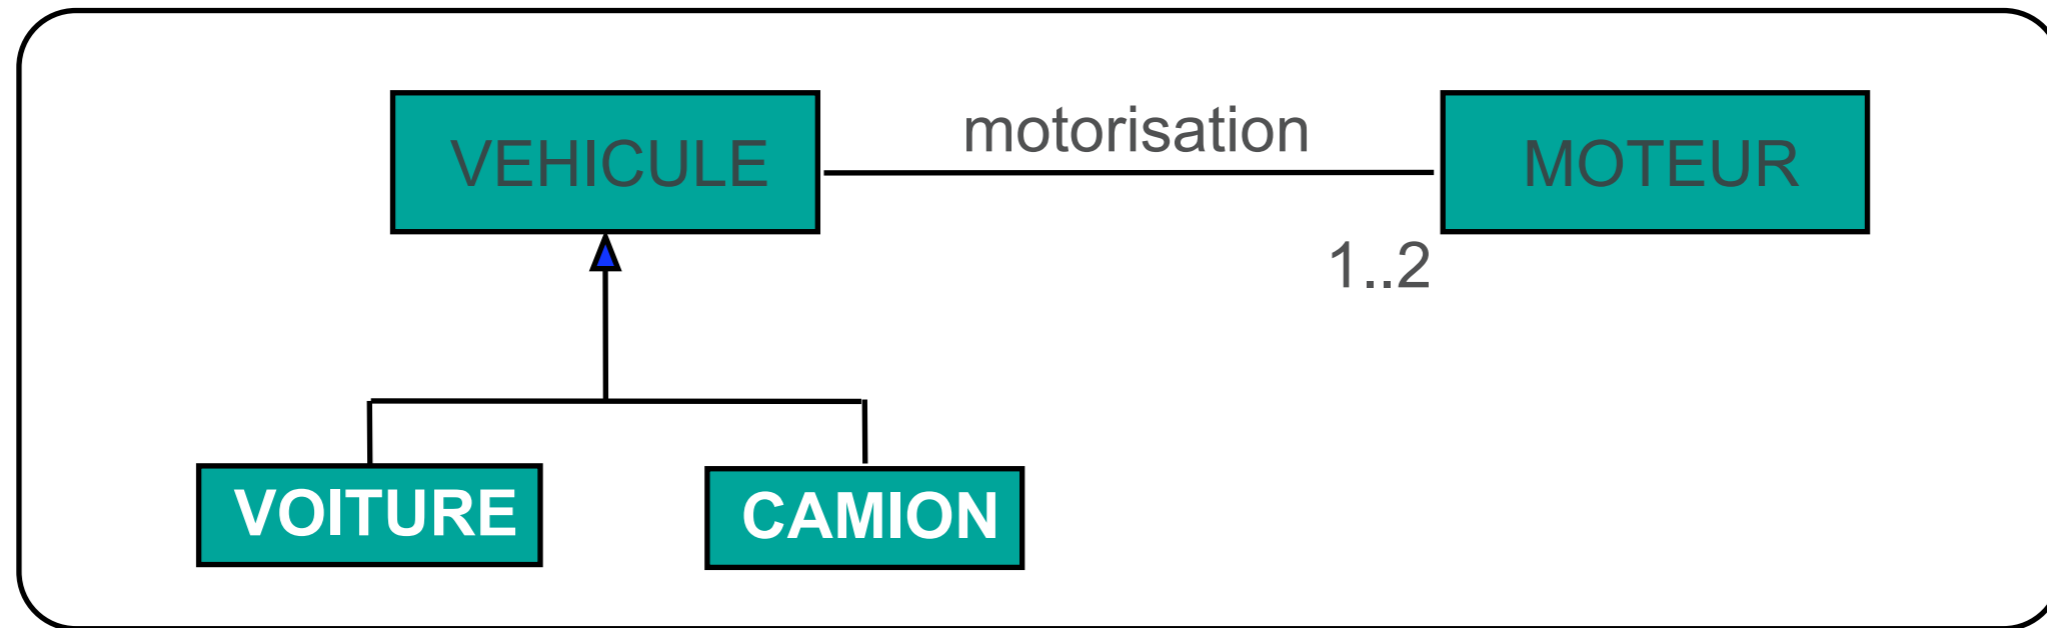 VEHICULE
motorisation
MOTEUR
1..2
VOITURE
CAMION